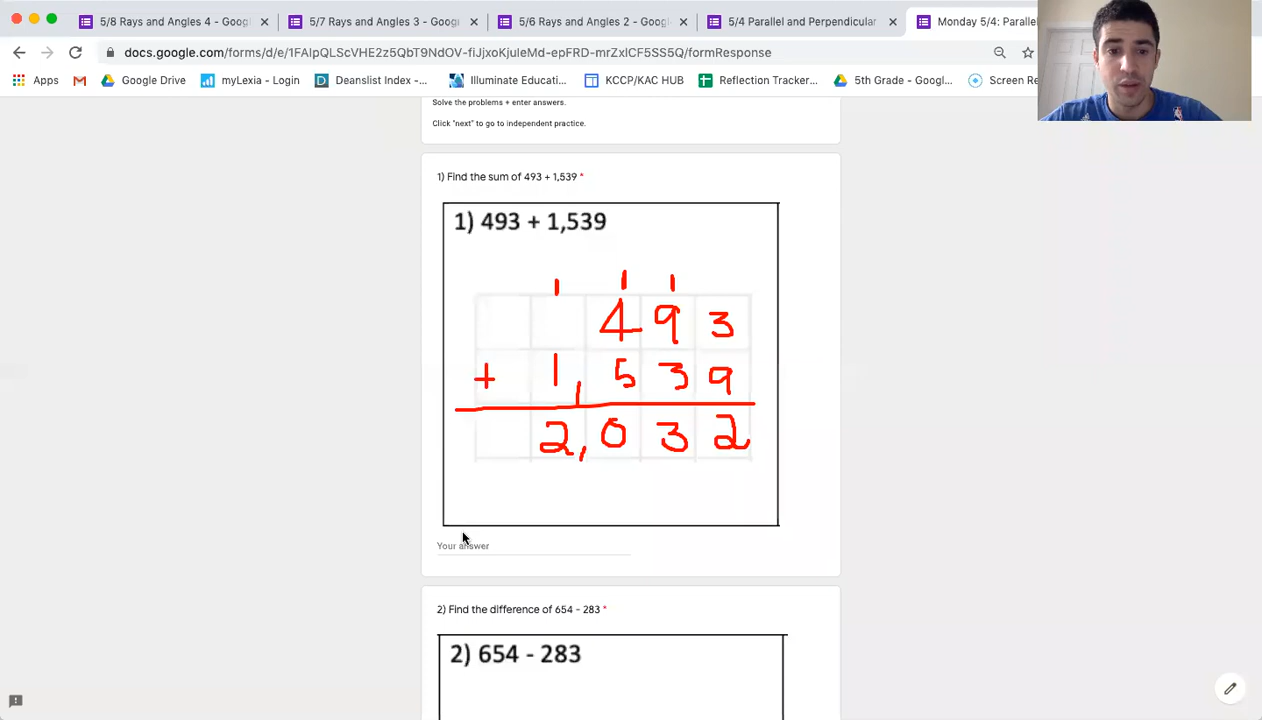 5/8 Rays and Angles 4 - Goog
5/7 Rays and Angles 3 - Goog
5/6 Rays and Angles 2 - Goog
5/4 Parallel and Perpendicular
Monday 5/4: Paralle
docs.google.com/forms/d/e/1FAIpQLScVHE2z5QbT9NDOV-fiJjxoKjuIeMd-epFRD-mrZxlCF5SS5Q/formResponse
Apps
Google Drive
myLexia - Login
Deanslist Index -...
Illuminate Educati...
KCCP/KAC HUB
Reflection Tracker...
5th Grade - Googl...
Screen Re
Solve the problems + enter answers.
Click "next" to go to independent practice.
1) Find the sum of 493 + 1,539 *
1) 493 + 1,539
1 1 1
4 9 3
+ 1, 5 3 9
2, 0 3 2
Your answer
2) Find the difference of 654 - 283 *
2) 654 - 283